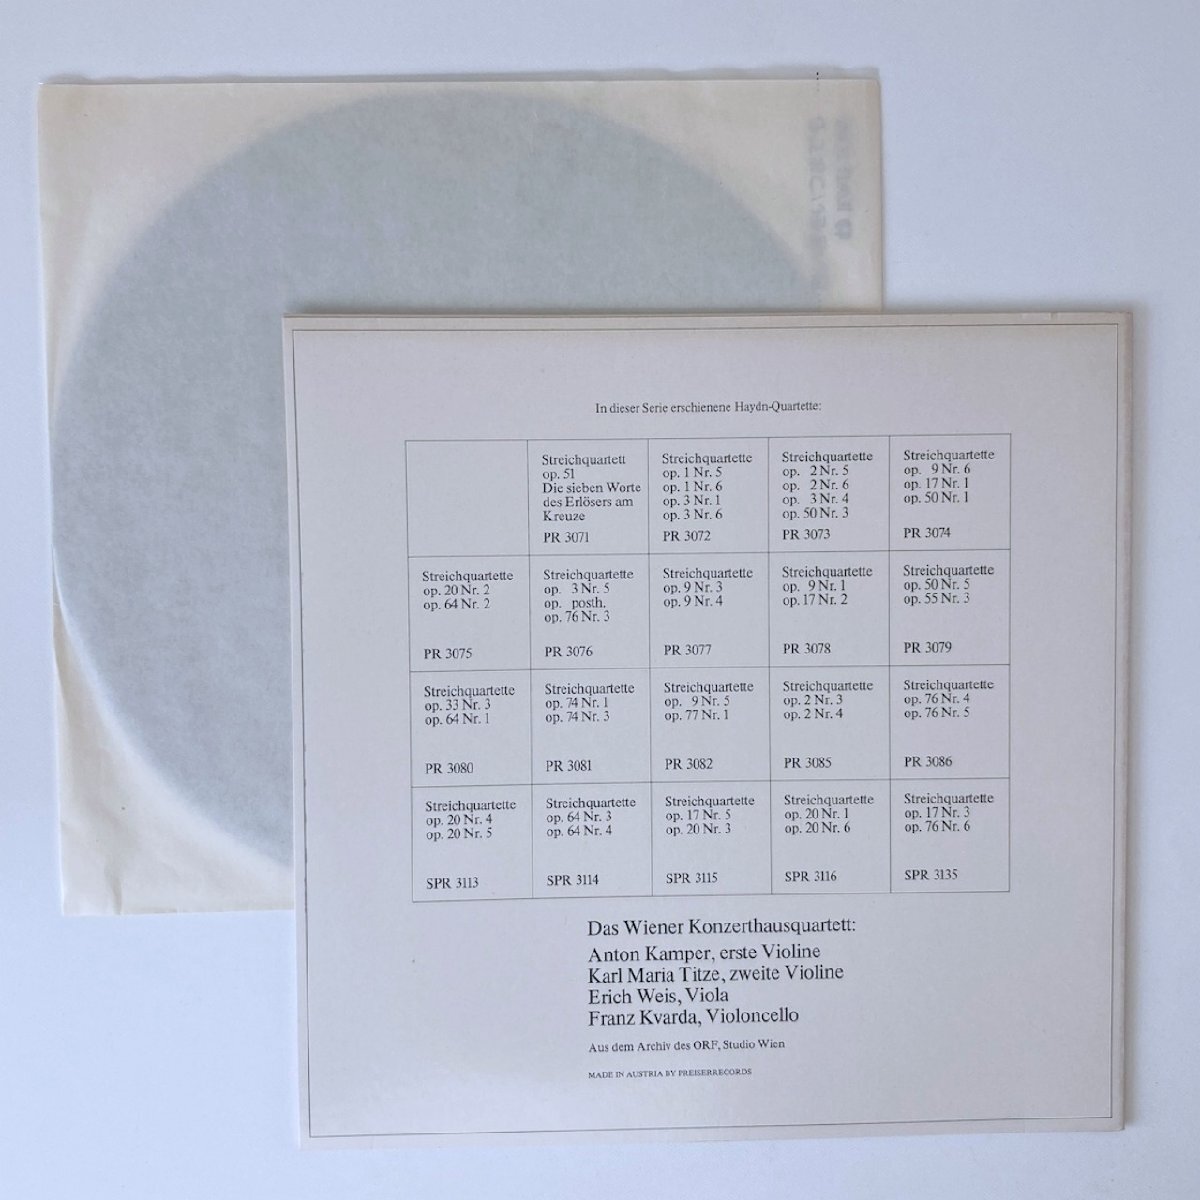 In dieser Serie erschienene Haydn-Quartette:
Streichquartett
op. 51
Die sieben Worte
des Erlösers am
Kreuze
PR 3071
Streichquartette
op. 1 Nr. 5
op. 1 Nr. 6
op. 3 Nr. 1
op. 3 Nr. 6
PR 3072
Streichquartette
op. 2 Nr. 5
op. 2 Nr. 6
op. 3 Nr. 4
op. 50 Nr. 3
PR 3073
Streichquartette
op. 9 Nr. 6
op. 17 Nr. 1
op. 50 Nr. 1
PR 3074
Streichquartette
op. 20 Nr. 2
op. 64 Nr. 2
PR 3075
Streichquartette
op. 3 Nr. 5
op. posth.
op. 76 Nr. 3
PR 3076
Streichquartette
op. 9 Nr. 3
op. 9 Nr. 4
PR 3077
Streichquartette
op. 9 Nr. 1
op. 17 Nr. 2
PR 3078
Streichquartette
op. 50 Nr. 5
op. 55 Nr. 3
PR 3079
Streichquartette
op. 33 Nr. 3
op. 64 Nr. 1
PR 3080
Streichquartette
op. 74 Nr. 1
op. 74 Nr. 3
PR 3081
Streichquartette
op. 9 Nr. 5
op. 77 Nr. 1
PR 3082
Streichquartette
op. 2 Nr. 3
op. 2 Nr. 4
PR 3085
Streichquartette
op. 76 Nr. 4
op. 76 Nr. 5
PR 3086
Streichquartette
op. 20 Nr. 4
op. 20 Nr. 5
SPR 3113
Streichquartette
op. 64 Nr. 3
op. 64 Nr. 4
SPR 3114
Streichquartette
op. 17 Nr. 5
op. 20 Nr. 3
SPR 3115
Streichquartette
op. 20 Nr. 1
op. 20 Nr. 6
SPR 3116
Streichquartette
op. 17 Nr. 3
op. 76 Nr. 6
SPR 3135
Das Wiener Konzerthausquartett:
Anton Kamper, erste Violine
Karl Maria Titze, zweite Violine
Erich Weis, Viola
Franz Kvarda, Violoncello
Aus dem Archiv des ORF, Studio Wien
MADE IN AUSTRIA BY PREISERRECORDS